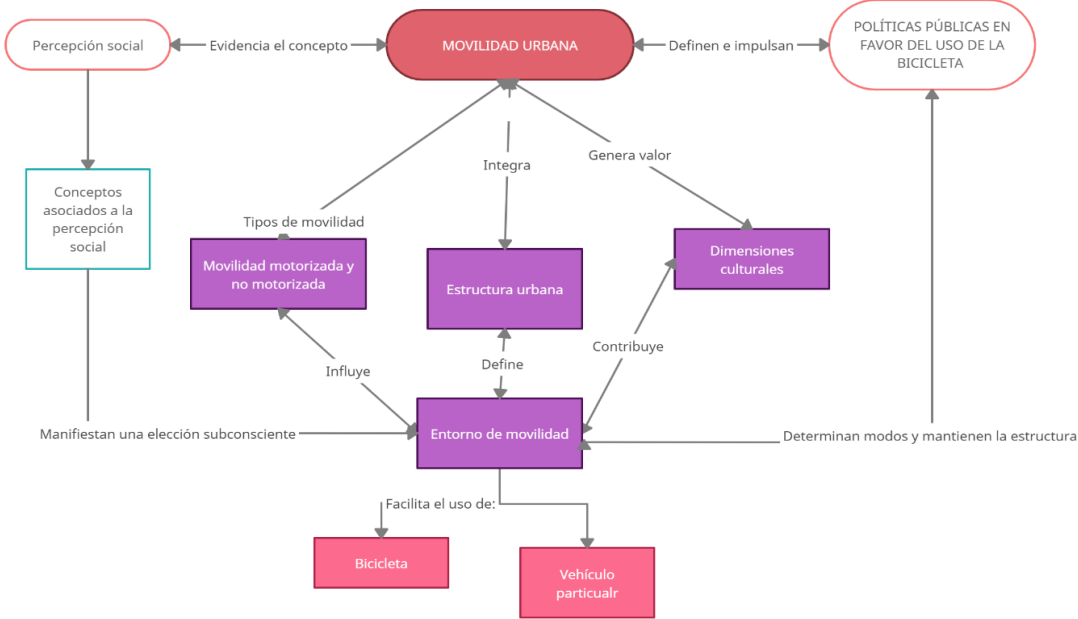 Percepción social
Evidencia el concepto
MOVILIDAD URBANA
Definen e impulsan
POLÍTICAS PÚBLICAS EN
FAVOR DEL USO DE LA
BICICLETA
Integra
Genera valor
Conceptos
asociados a la
percepción
social
Tipos de movilidad
Movilidad motorizada y
no motorizada
Estructura urbana
Dimensiones
culturales
Influye
Define
Contribuye
Manifiestan una elección subconsciente
Entorno de movilidad
Determinan modos y mantienen la estructura
Facilita el uso de:
Bicicleta
Vehículo
particualr